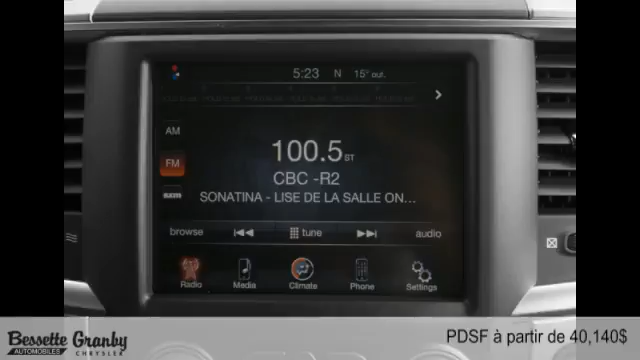 5:23 N 15° out.
AM
100.5 ST
FM
CBC -R2
SONATINA - LISE DE LA SALLE ON...
browse tune audio
Radio Media Climate Phone Settings
Bessette Granby
AUTOMOBILES CHRYSLER
PDSF à partir de 40,140$